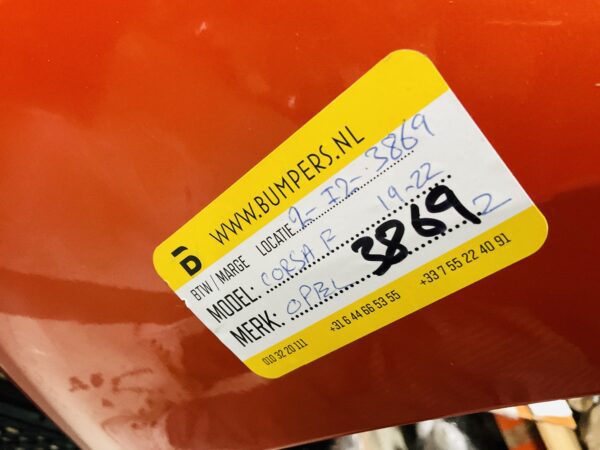 WWW.BUMPERS.NL
BTW / MARGE LOCATIE: 9-I2-3869
MODEL: CORSA F 19-22
MERK: OPEL 3869 2
010 32 20 111 +31 6 44 66 53 55 +33 7 55 22 40 91